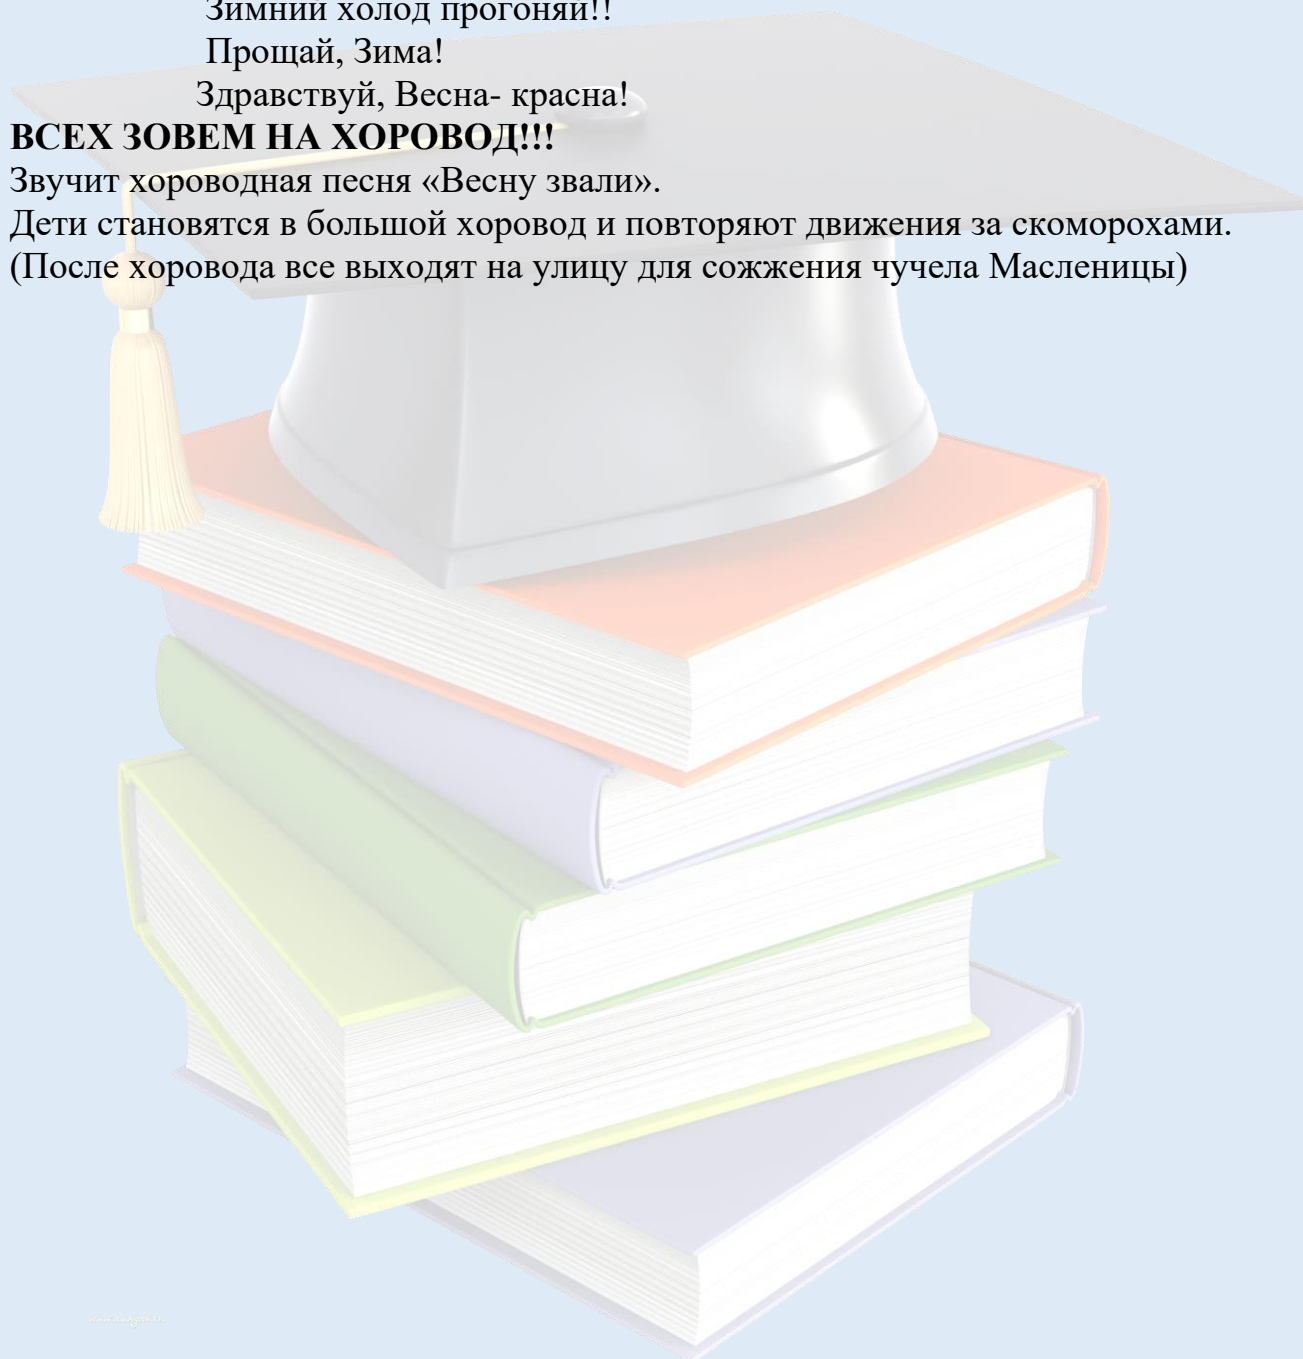 Зимний холод прогоняй!!
Прощай, Зима!
Здравствуй, Весна- красна!
ВСЕХ ЗОВЕМ НА ХОРОВОД!!!
Звучит хороводная песня «Весну звали».
Дети становятся в большой хоровод и повторяют движения за скоморохами.
(После хоровода все выходят на улицу для сожжения чучела Масленицы)